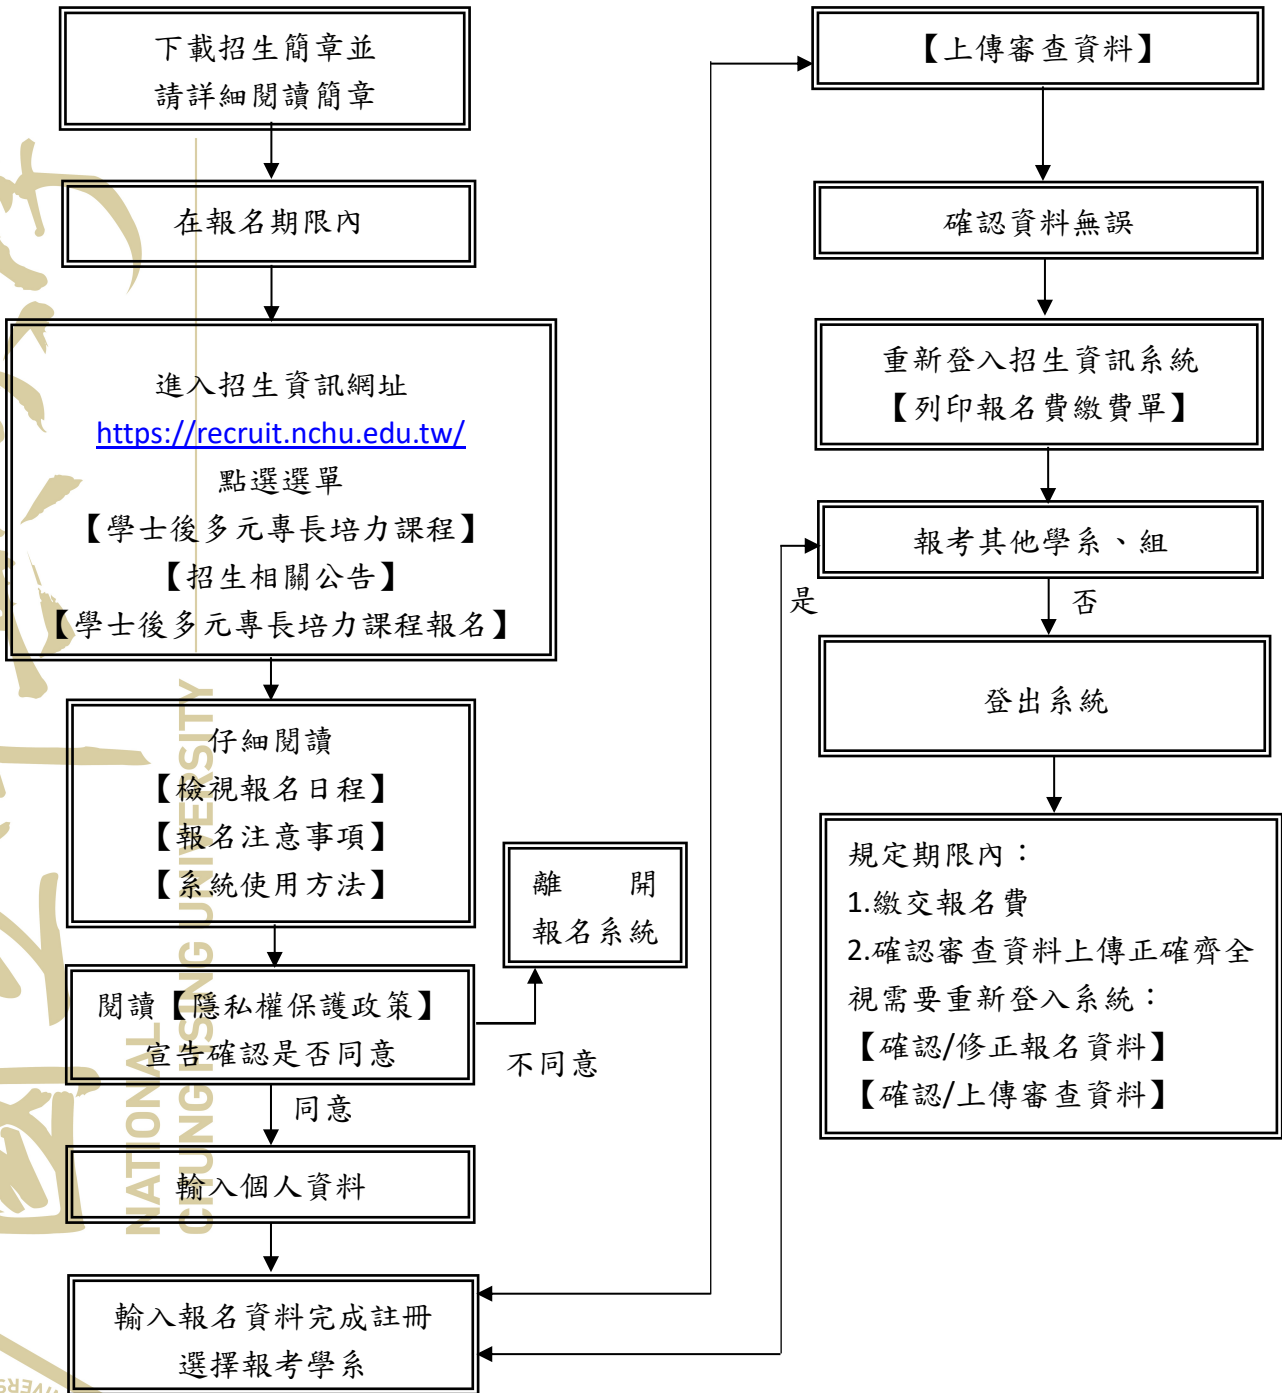 下載招生簡章並
請詳細閱讀簡章
在報名期限內
進入招生資訊網址
https://recruit.nchu.edu.tw/
點選選單
【學士後多元專長培力課程】
【招生相關公告】
【學士後多元專長培力課程報名】
仔細閱讀
【檢視報名日程】
【報名注意事項】
【系統使用方法】
離 開
報名系統
閱讀【隱私權保護政策】
宣告確認是否同意
不同意
同意
輸入個人資料
輸入報名資料完成註冊
選擇報考學系
【上傳審查資料】
確認資料無誤
重新登入招生資訊系統
【列印報名費繳費單】
報考其他學系、組
是
否
登出系統
規定期限內：
1.繳交報名費
2.確認審查資料上傳正確齊全
視需要重新登入系統：
【確認/修正報名資料】
【確認/上傳審查資料】
NATIONAL
CHUNG HSING UNIVERSITY